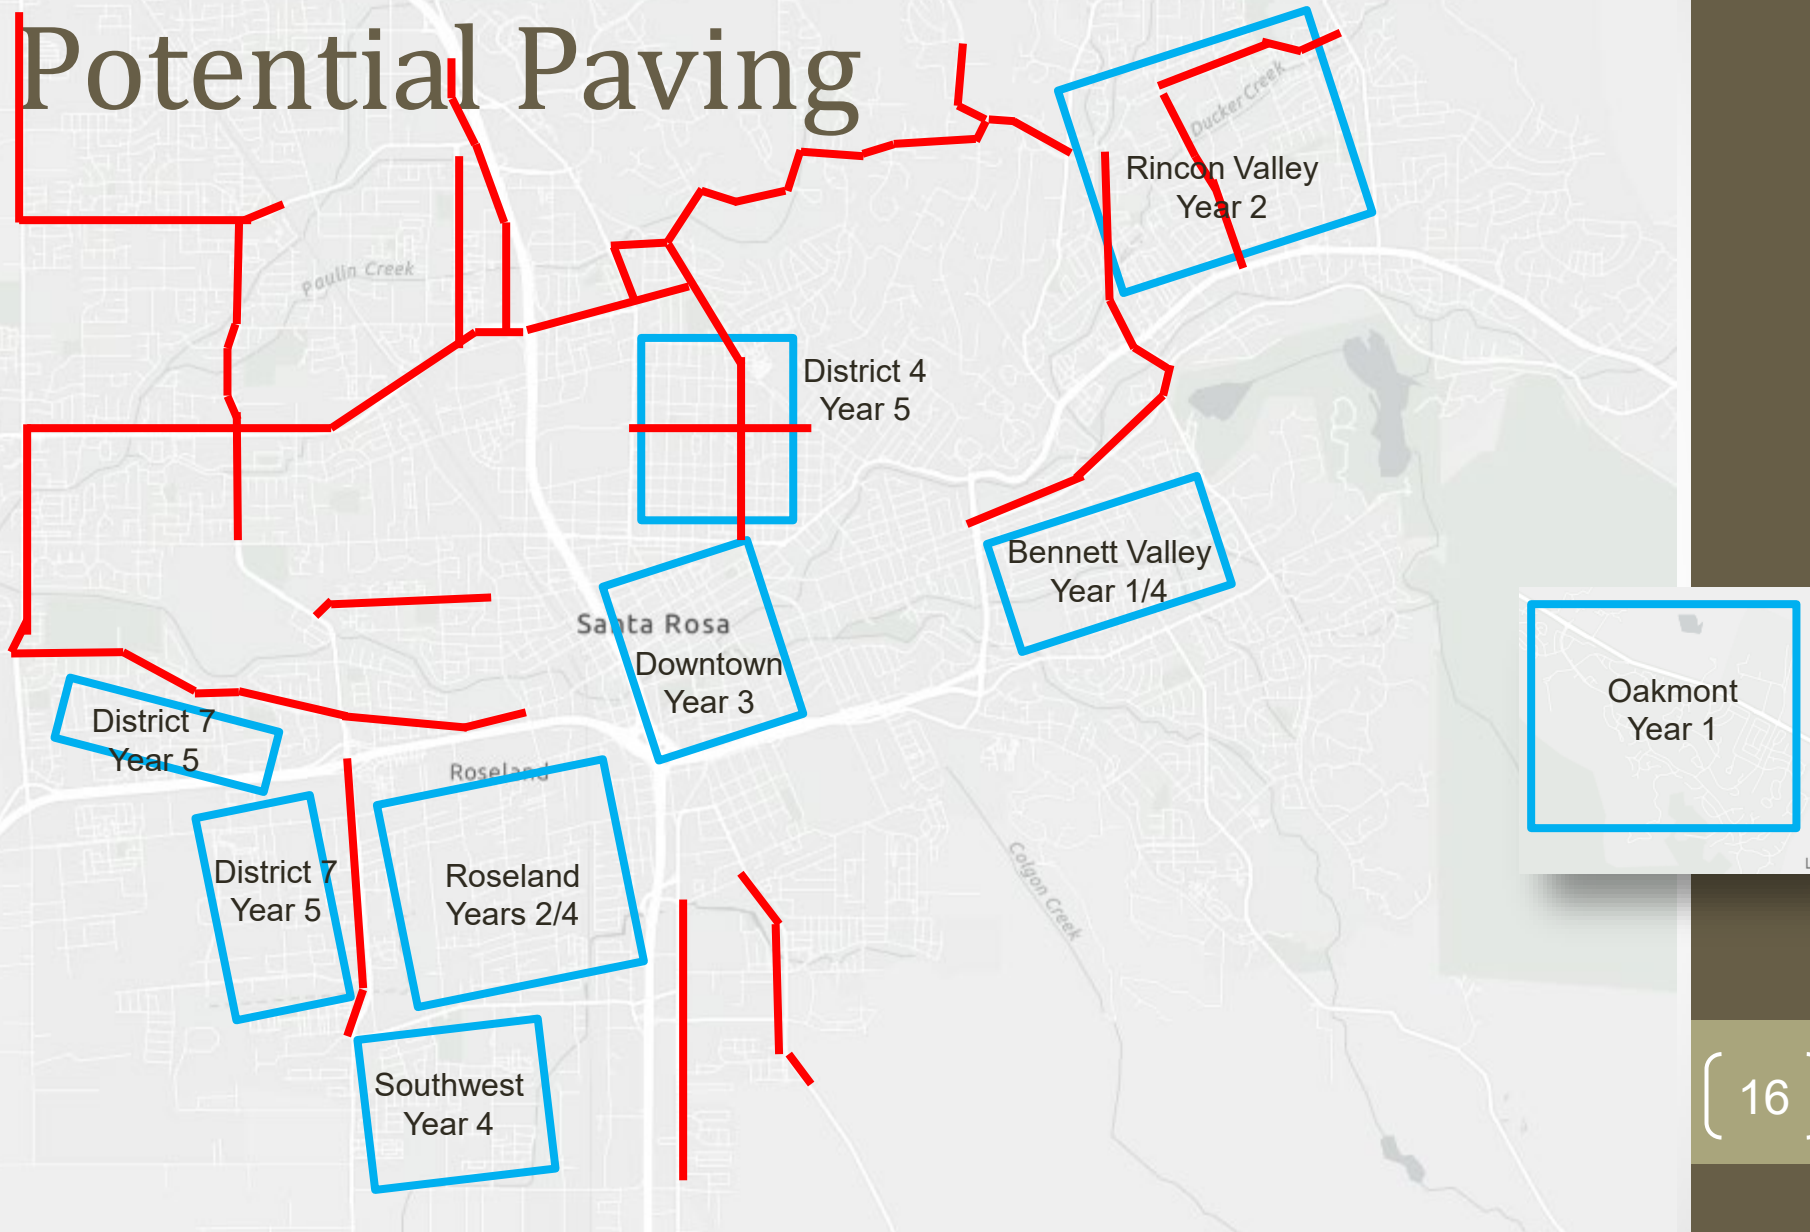 Potential Paving
Ducker Creek
Rincon Valley
Year 2
Paulin Creek
District 4
Year 5
Bennett Valley
Year 1/4
Santa Rosa
Downtown
Year 3
Oakmont
Year 1
District 7
Year 5
Roseland
District 7
Year 5
Roseland
Years 2/4
Colgon Creek
Southwest
Year 4
16